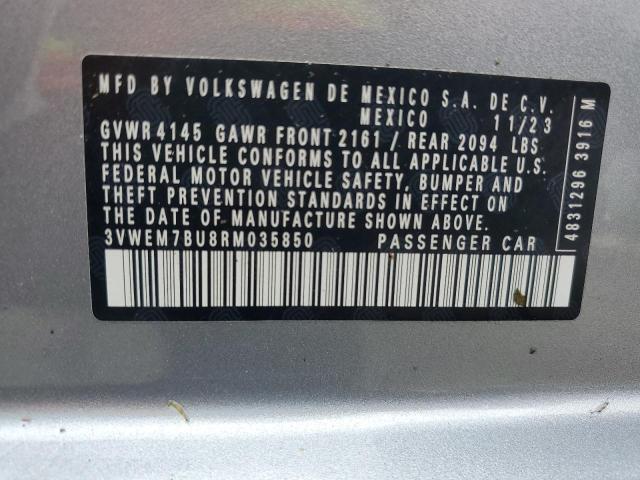 MFD BY VOLKSWAGEN DE MEXICO S.A. DE C.V.
MEXICO 11/23
GVWR 4145 GAWR FRONT 2161 / REAR 2094 LBS
THIS VEHICLE CONFORMS TO ALL APPLICABLE U.S.
FEDERAL MOTOR VEHICLE SAFETY, BUMPER AND
THEFT PREVENTION STANDARDS IN EFFECT ON
THE DATE OF MANUFACTURE SHOWN ABOVE.
3VWEM7BU8RM035850 PASSENGER CAR
48312963916 M